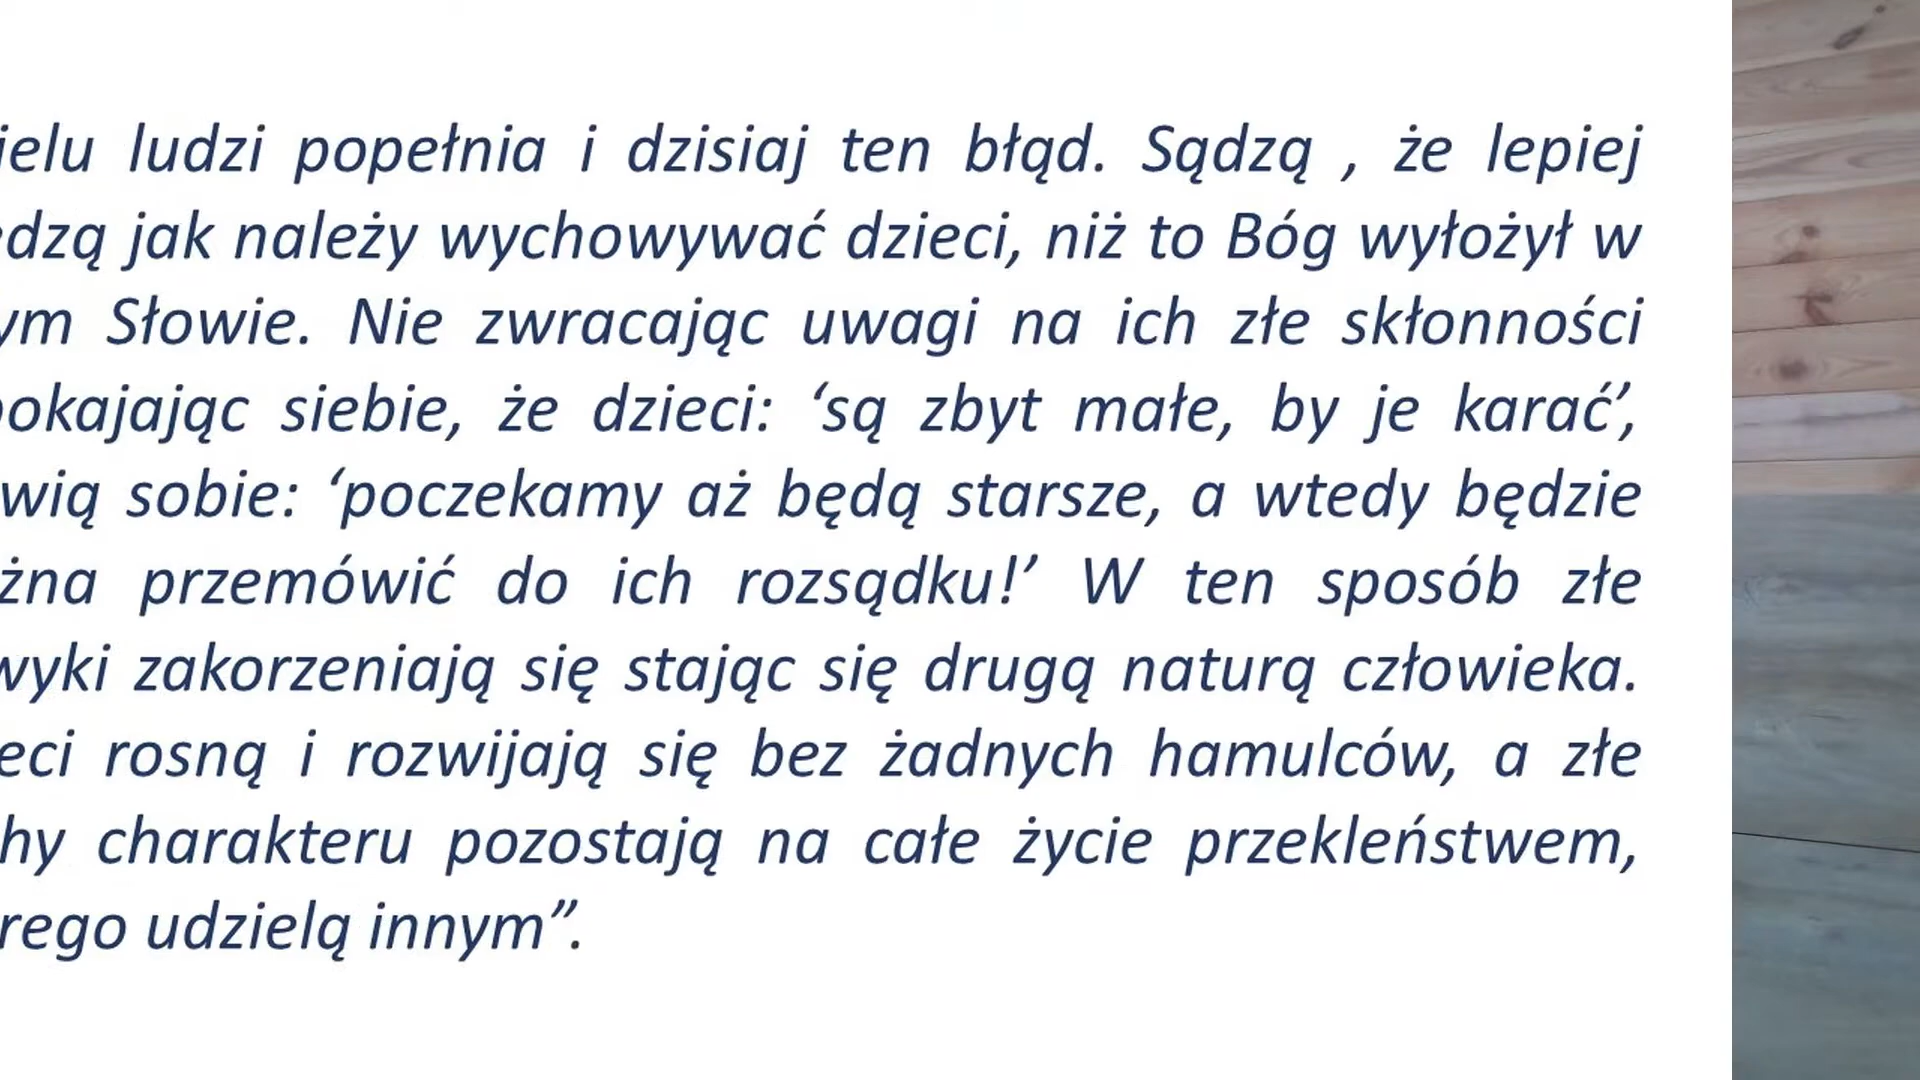 ielu ludzi popełnia i dzisiaj ten błąd. Sądzą , że lepiej
edzą jak należy wychowywać dzieci, niż to Bóg wyłożył w
ym Słowie. Nie zwracając uwagi na ich złe skłonności
pokajając siebie, że dzieci: ‘są zbyt małe, by je karać’,
wią sobie: ‘poczekamy aż będą starsze, a wtedy będzie
żna przemówić do ich rozsądku!’ W ten sposób złe
wyki zakorzeniają się stając się drugą naturą człowieka.
eci rosną i rozwijają się bez żadnych hamulców, a złe
hy charakteru pozostają na całe życie przekleństwem,
rego udzielą innym”.